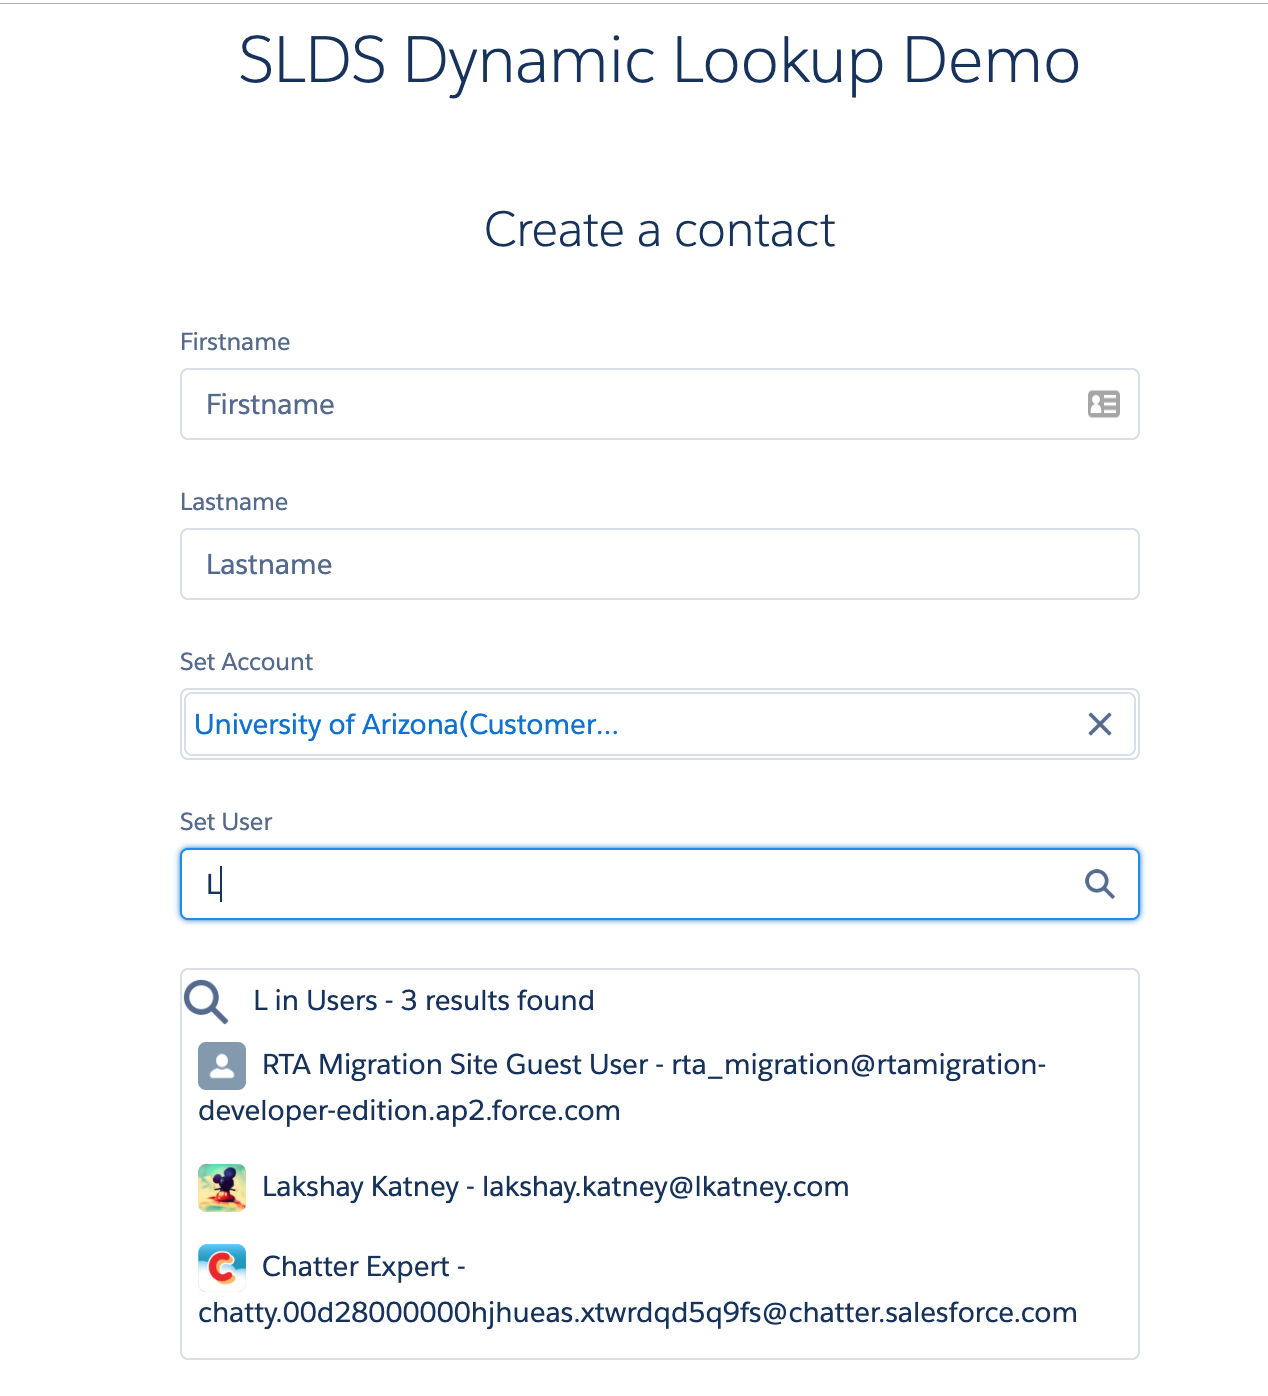 SLDS Dynamic Lookup Demo
Create a contact
Firstname
Firstname
Lastname
Lastname
Set Account
University of Arizona(Customer...
Set User
L
L in Users - 3 results found
RTA Migration Site Guest User - rta_migration@rtamigration-
developer-edition.ap2.force.com
Lakshay Katney - lakshay.katney@lkatney.com
Chatter Expert -
chatty.00d28000000hjhueas.xtwrdqd5q9fs@chatter.salesforce.com